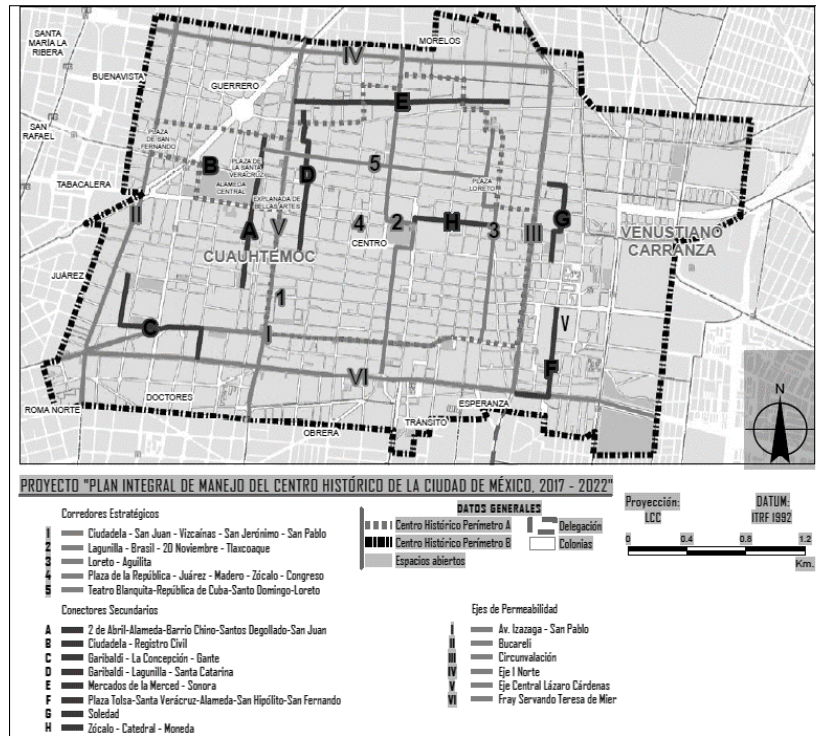 SANTA
MARÍA LA
RIBERA
MORELOS
IV
BUENAVISTA
GUERRERO
E
SAN
RAFAEL
PLAZA
DE SAN
FERNANDO
B
PLAZA DE
LA SANTA
VERACRUZ
5
D
PLAZA
LORETO
TABACALERA
ALAMEDA
CENTRAL
EXPLANADA DE
BELLAS ARTES
II
A
V
4
2
H
3
III
G
CENTRO
VENUSTIANO
CARRANZA
CUAUHTEMOC
JUÁREZ
1
C
I
V
F
VI
DOCTORES
ESPERANZA
ROMA NORTE
OBRERA
TRÁNSITO
N
PROYECTO "PLAN INTEGRAL DE MANEJO DEL CENTRO HISTÓRICO DE LA CIUDAD DE MÉXICO, 2017 - 2022"
Corredores Estratégicos
1 Ciudadela - San Juan - Vizcaínas - San Jerónimo - San Pablo
2 Lagunilla - Brasil - 20 Noviembre - Tlaxcoaque
3 Loreto - Aguilita
4 Plaza de la República - Juárez - Madero - Zócalo - Congreso
5 Teatro Blanquita-República de Cuba-Santo Domingo-Loreto
Conectores Secundarios
A 2 de Abril-Alameda-Barrio Chino-Santos Degollado-San Juan
B Ciudadela - Registro Civil
C Garibaldi - La Concepción - Gante
D Garibaldi - Lagunilla - Santa Catarina
E Mercados de la Merced - Sonora
F Plaza Tolsa-Santa Verácruz-Alameda-San Hipólito-San Fernando
G Soledad
H Zócalo - Catedral - Moneda
DATOS GENERALES
Centro Histórico Perímetro A
Centro Histórico Perímetro B
Espacios abiertos
Delegación
Colonias
Ejes de Permeabilidad
I Av. Izazaga - San Pablo
II Bucareli
III Circunvalación
IV Eje I Norte
V Eje Central Lázaro Cárdenas
VI Fray Servando Teresa de Mier
Proyección:
LCC
DATUM:
ITRF 1992
0 0.4 0.8 1.2
Km.